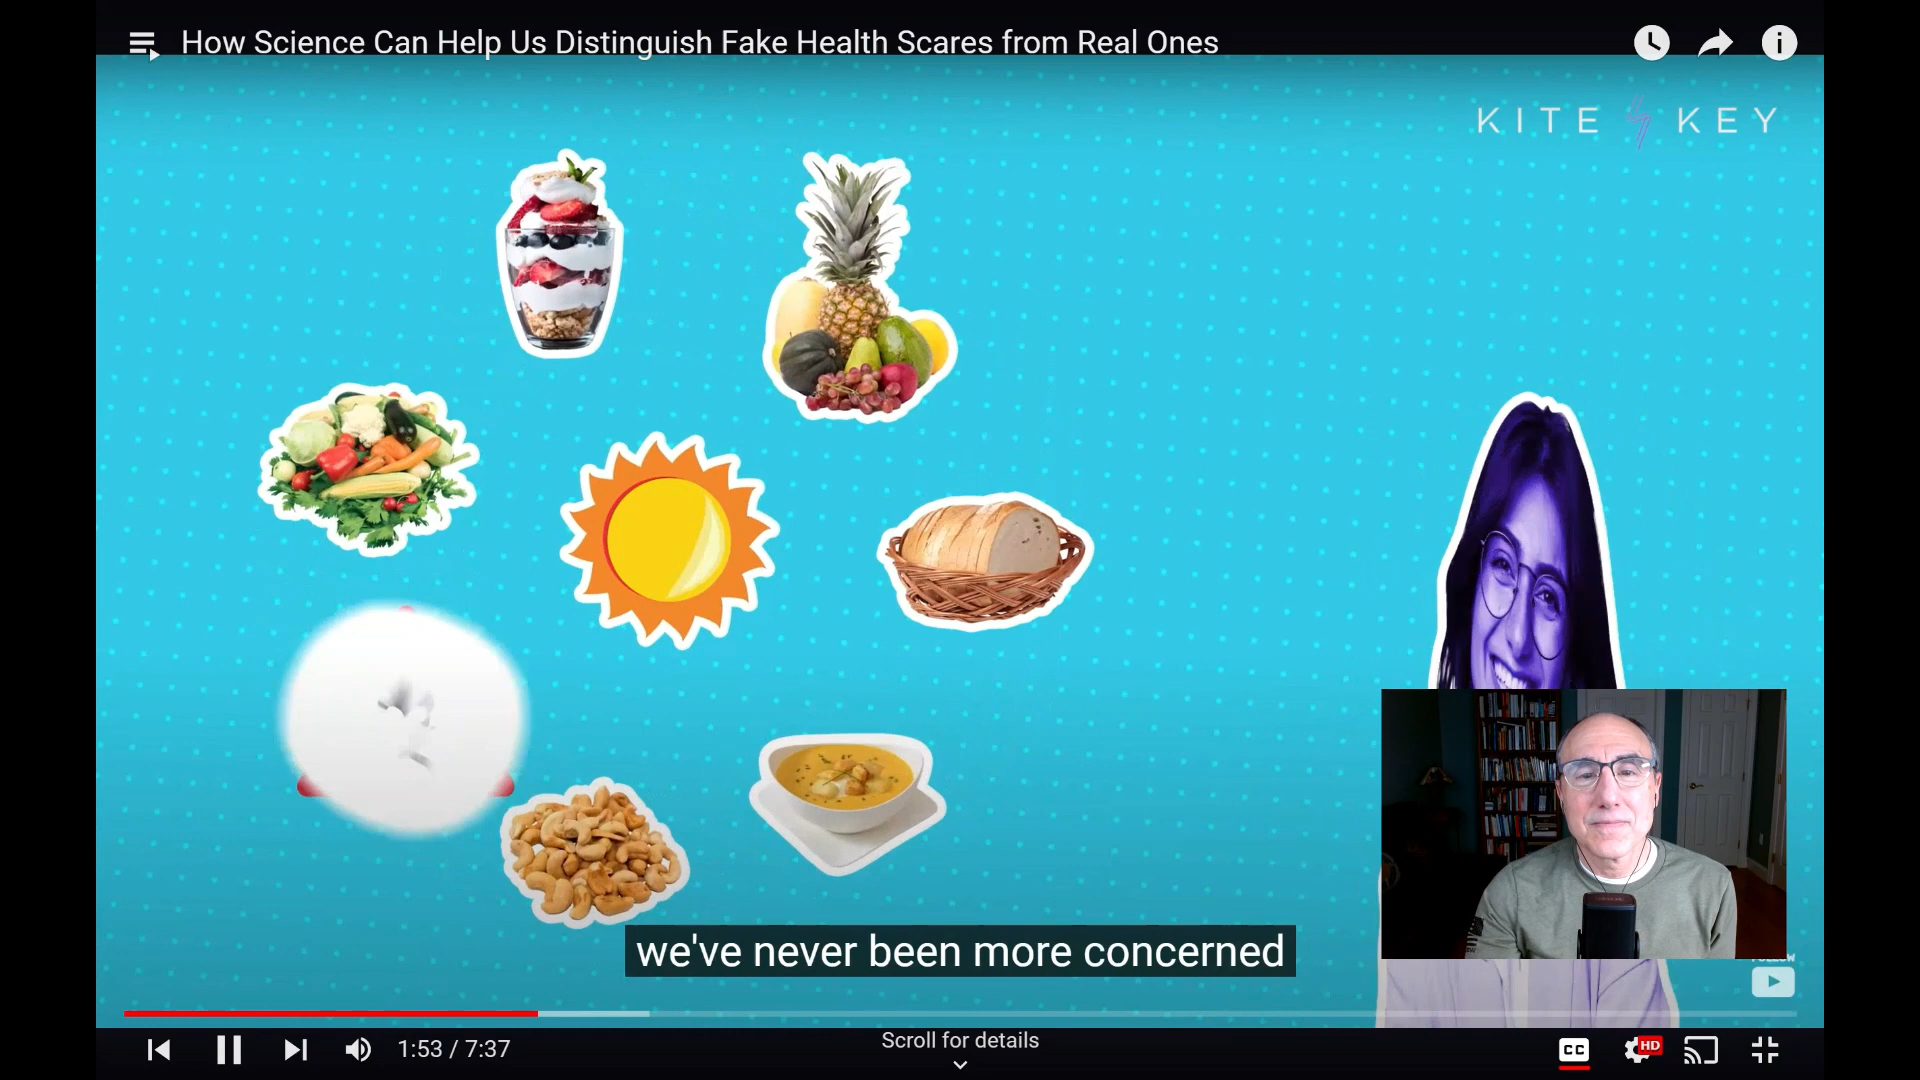 How Science Can Help Us Distinguish Fake Health Scares from Real Ones
KITE KEY
we've never been more concerned
1:53 / 7:37
Scroll for details
CC
HD